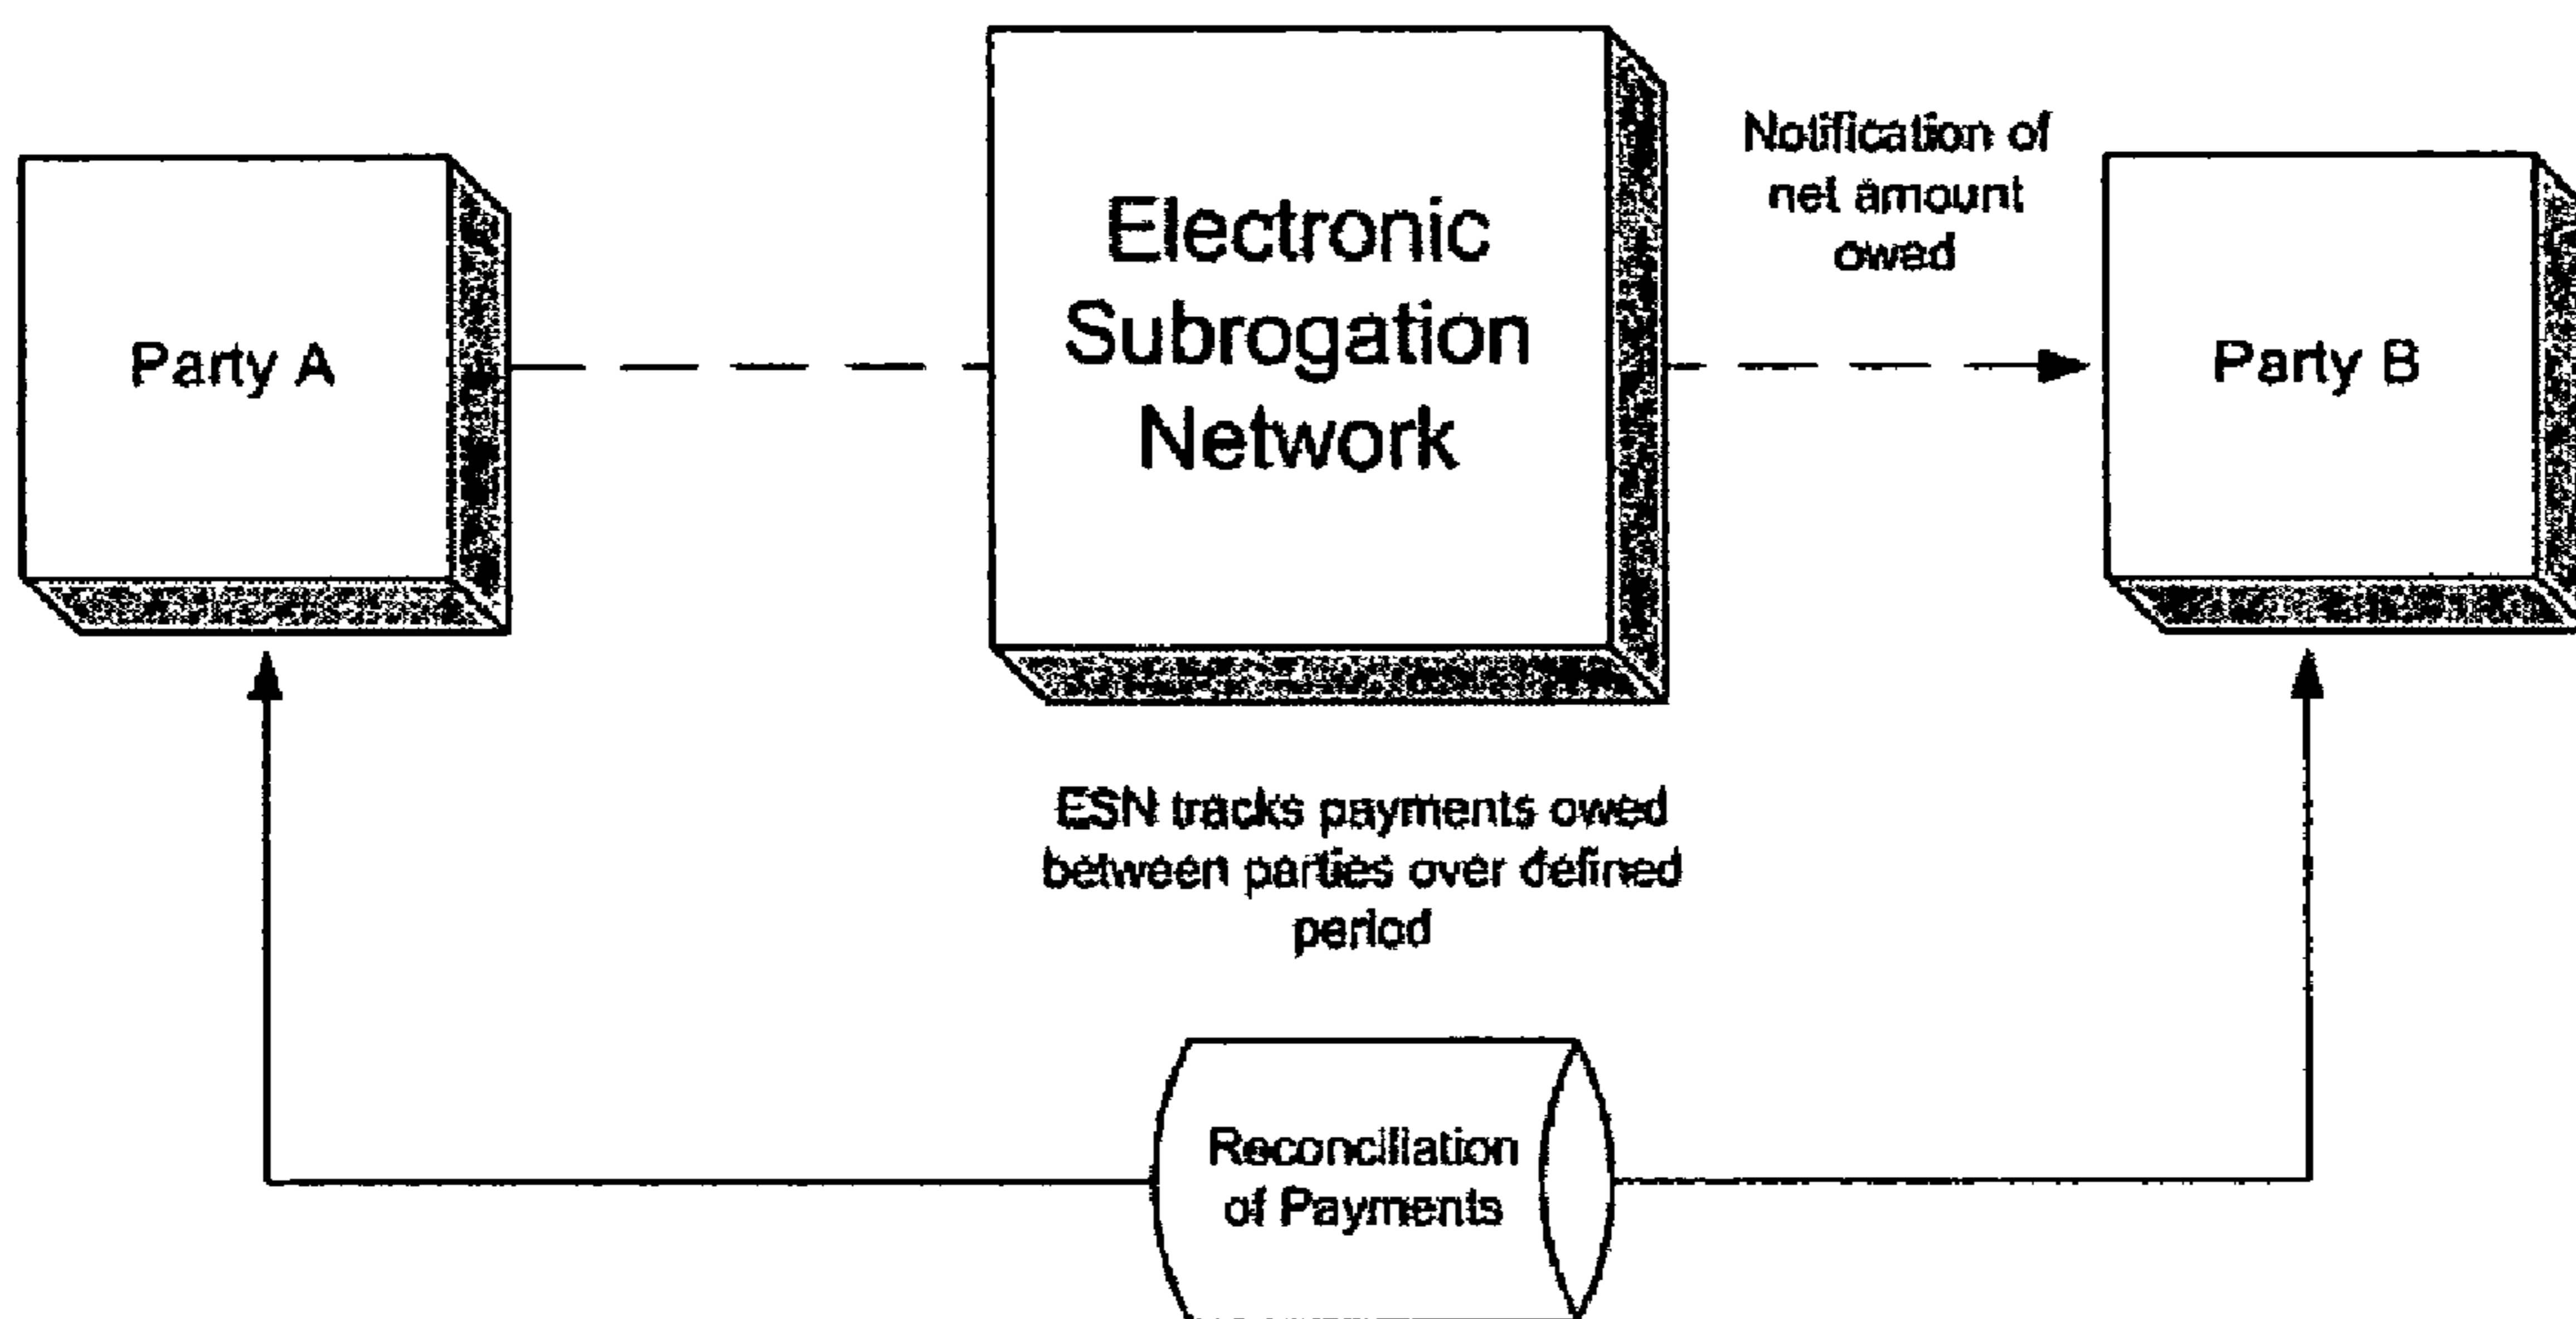 Party A
Electronic
Subrogation
Network
Notification of
net amount
owed
Party B
ESN tracks payments owed
between parties over defined
period
Reconciliation
of Payments